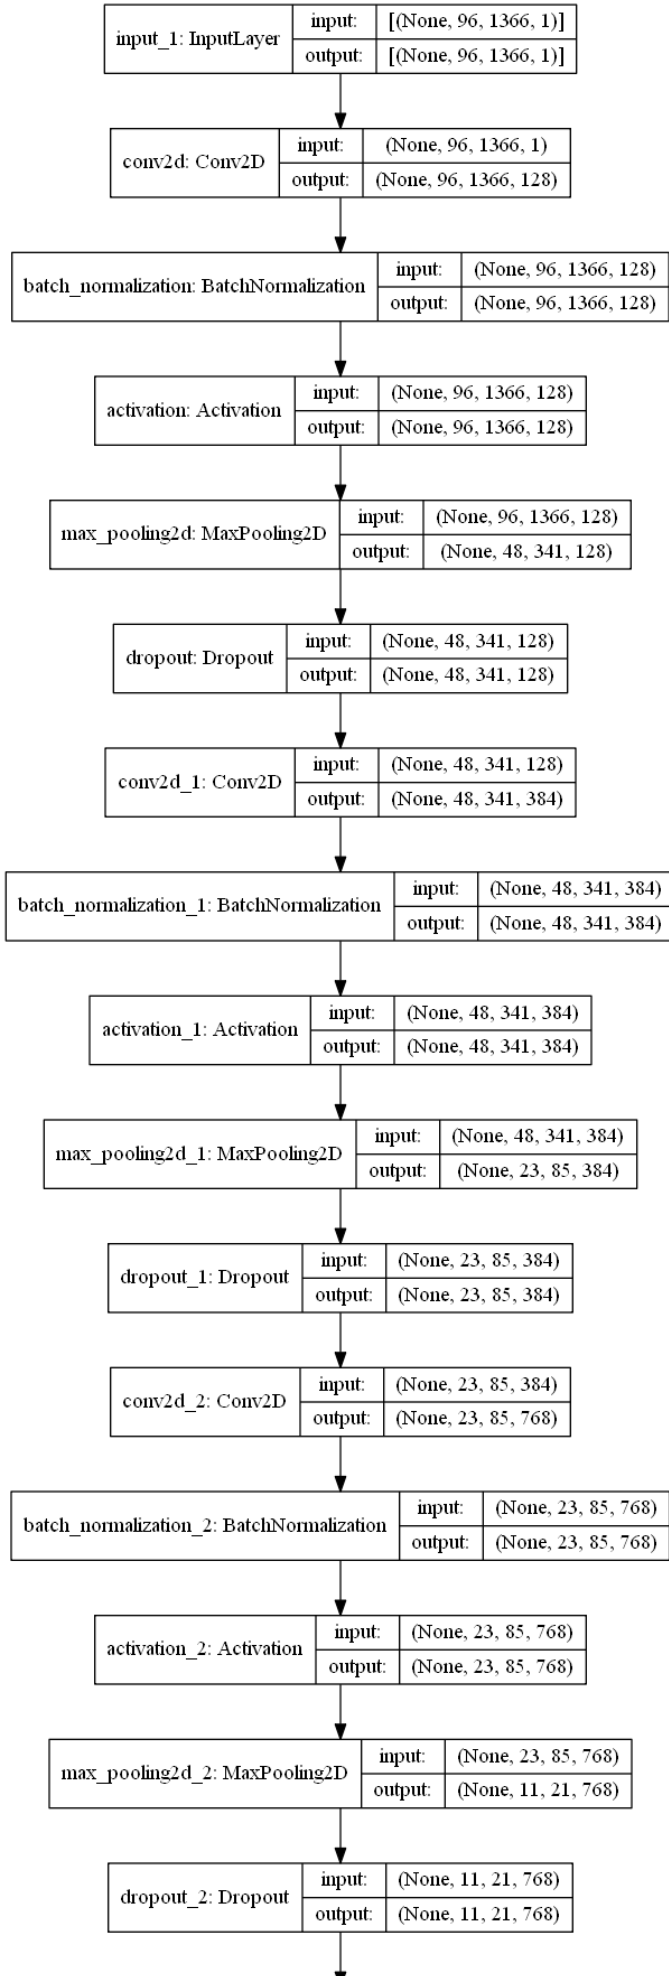 input_1: InputLayer
input: [(None, 96, 1366, 1)]
output: [(None, 96, 1366, 1)]
conv2d: Conv2D
input: (None, 96, 1366, 1)
output: (None, 96, 1366, 128)
batch_normalization: BatchNormalization
input: (None, 96, 1366, 128)
output: (None, 96, 1366, 128)
activation: Activation
input: (None, 96, 1366, 128)
output: (None, 96, 1366, 128)
max_pooling2d: MaxPooling2D
input: (None, 96, 1366, 128)
output: (None, 48, 341, 128)
dropout: Dropout
input: (None, 48, 341, 128)
output: (None, 48, 341, 128)
conv2d_1: Conv2D
input: (None, 48, 341, 128)
output: (None, 48, 341, 384)
batch_normalization_1: BatchNormalization
input: (None, 48, 341, 384)
output: (None, 48, 341, 384)
activation_1: Activation
input: (None, 48, 341, 384)
output: (None, 48, 341, 384)
max_pooling2d_1: MaxPooling2D
input: (None, 48, 341, 384)
output: (None, 23, 85, 384)
dropout_1: Dropout
input: (None, 23, 85, 384)
output: (None, 23, 85, 384)
conv2d_2: Conv2D
input: (None, 23, 85, 384)
output: (None, 23, 85, 768)
batch_normalization_2: BatchNormalization
input: (None, 23, 85, 768)
output: (None, 23, 85, 768)
activation_2: Activation
input: (None, 23, 85, 768)
output: (None, 23, 85, 768)
max_pooling2d_2: MaxPooling2D
input: (None, 23, 85, 768)
output: (None, 11, 21, 768)
dropout_2: Dropout
input: (None, 11, 21, 768)
output: (None, 11, 21, 768)